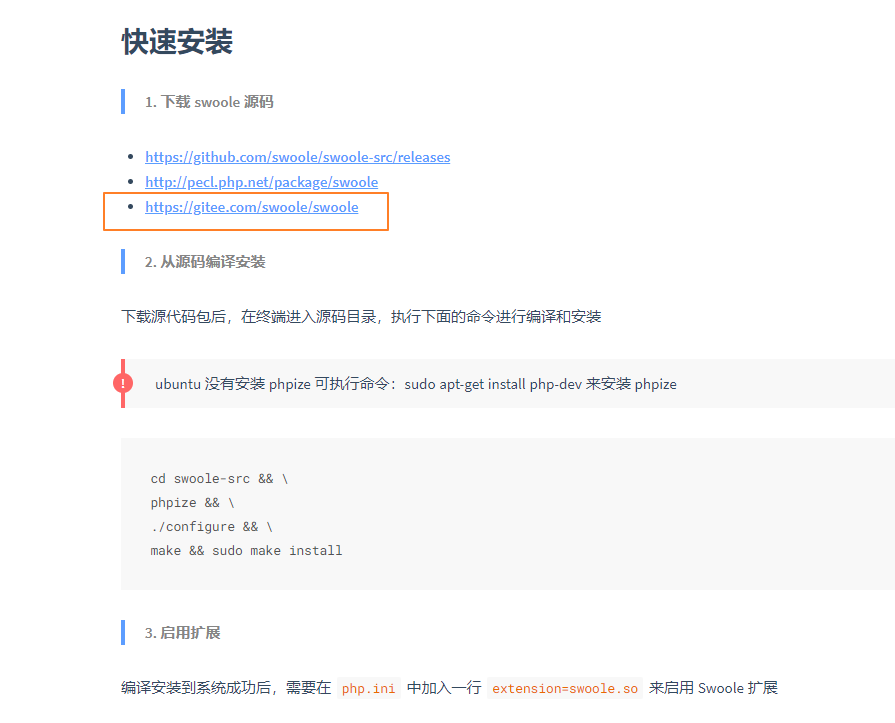 快速安装
1. 下载 swoole 源码
https://github.com/swoole/swoole-src/releases
http://pecl.php.net/package/swoole
https://gitee.com/swoole/swoole
2. 从源码编译安装
下载源代码包后，在终端进入源码目录，执行下面的命令进行编译和安装
ubuntu 没有安装 phpize 可执行命令：sudo apt-get install php-dev 来安装 phpize
cd swoole-src && \
phpize && \
./configure && \
make && sudo make install
3. 启用扩展
编译安装到系统成功后，需要在 php.ini 中加入一行 extension=swoole.so 来启用 Swoole 扩展